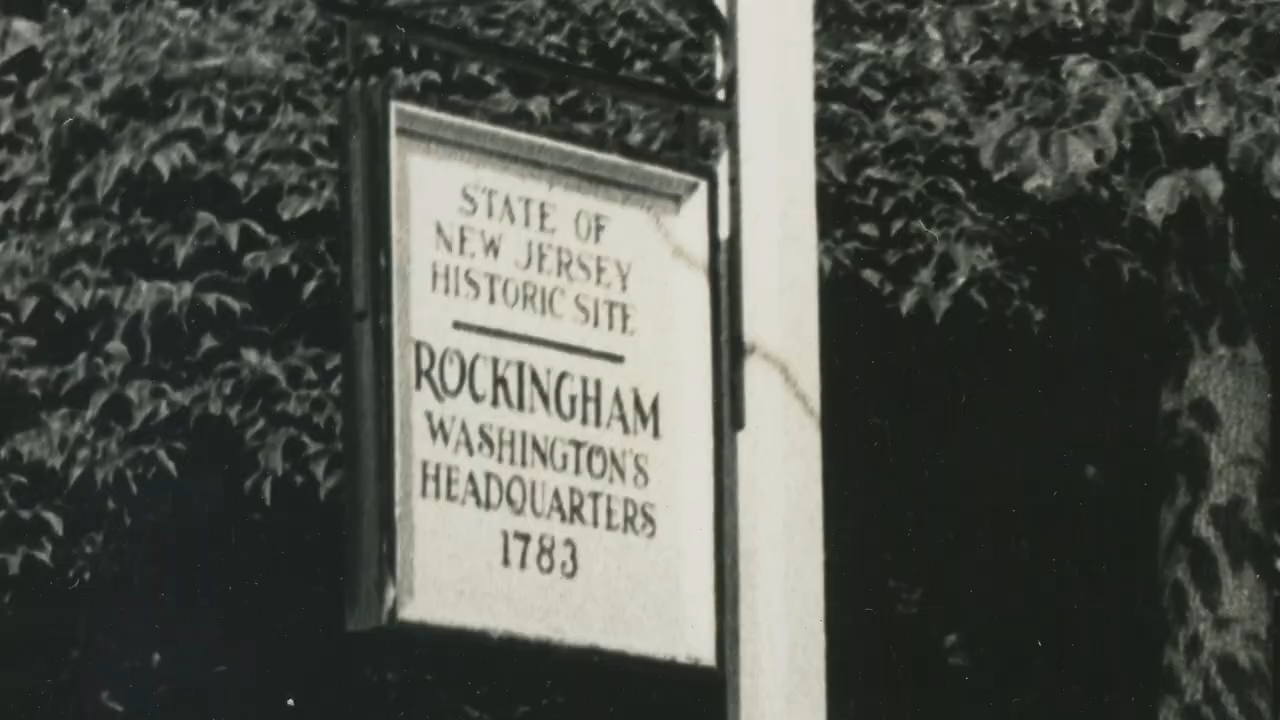 STATE OF
NEW JERSEY
HISTORIC SITE
ROCKINGHAM
WASHINGTON'S
HEADQUARTERS
1783